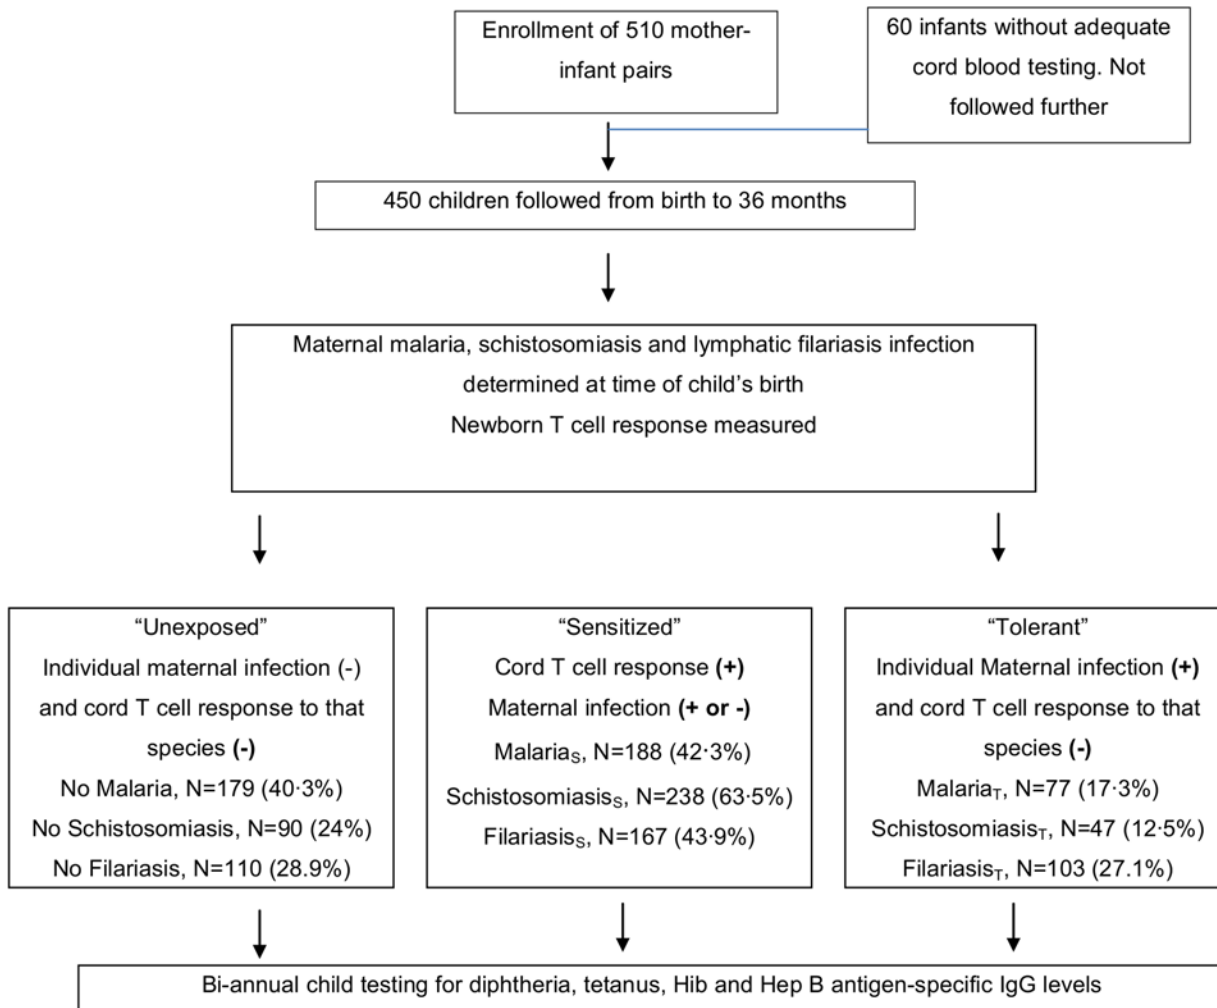 Enrollment of 510 mother-
infant pairs
60 infants without adequate
cord blood testing. Not
followed further
450 children followed from birth to 36 months
Maternal malaria, schistosomiasis and lymphatic filariasis infection
determined at time of child's birth
Newborn T cell response measured
“Unexposed”
Individual maternal infection (-)
and cord T cell response to that
species (-)
No Malaria, N=179 (40·3%)
No Schistosomiasis, N=90 (24%)
No Filariasis, N=110 (28.9%)
“Sensitized”
Cord T cell response (+)
Maternal infection (+ or -)
Malariaₛ, N=188 (42·3%)
Schistosomiasisₛ, N=238 (63·5%)
Filariasisₛ, N=167 (43·9%)
“Tolerant”
Individual Maternal infection (+)
and cord T cell response to that
species (-)
Malaria_T, N=77 (17·3%)
Schistosomiasis_T, N=47 (12·5%)
Filariasis_T, N=103 (27.1%)
Bi-annual child testing for diphtheria, tetanus, Hib and Hep B antigen-specific IgG levels